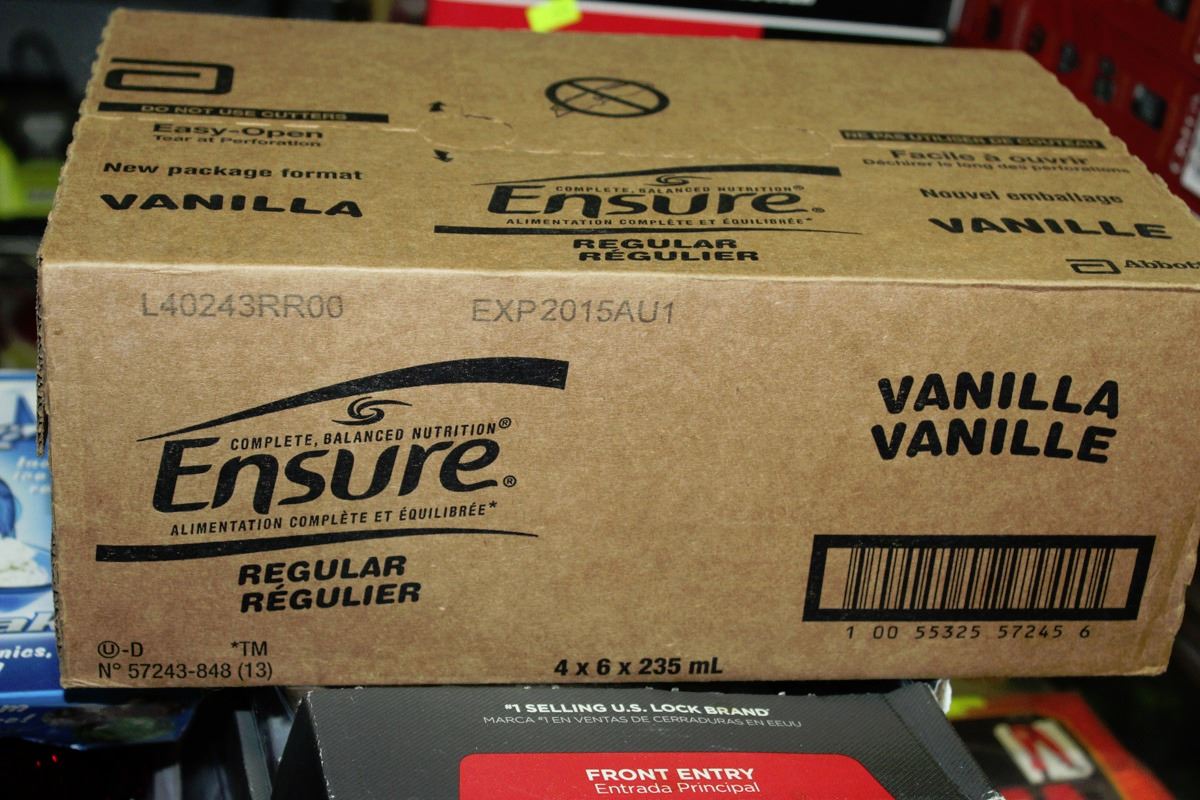 DO NOT USE CUTTERS
Easy-Open
Tear at Perforation
New package format
VANILLA
COMPLETE, BALANCED NUTRITION®
Ensure®
ALIMENTATION COMPLÈTE ET ÉQUILIBRÉE*
REGULAR
RÉGULIER
NE PAS UTILISER DE COUTEAU
Facile à ouvrir
Déchirer le long des perforations
Nouvel emballage
VANILLE
Abbott
L40243RR00
EXP2015AU1
COMPLETE, BALANCED NUTRITION®
Ensure®
ALIMENTATION COMPLÈTE ET ÉQUILIBRÉE*
REGULAR
RÉGULIER
VANILLA
VANILLE
1 00 55325 57245 6
Ⓤ-D *TM
N° 57243-848 (13)
4 x 6 x 235 mL
#1 SELLING U.S. LOCK BRAND
MARCA #1 EN VENTAS DE CERRADURAS EN EEUU
FRONT ENTRY
Entrada Principal